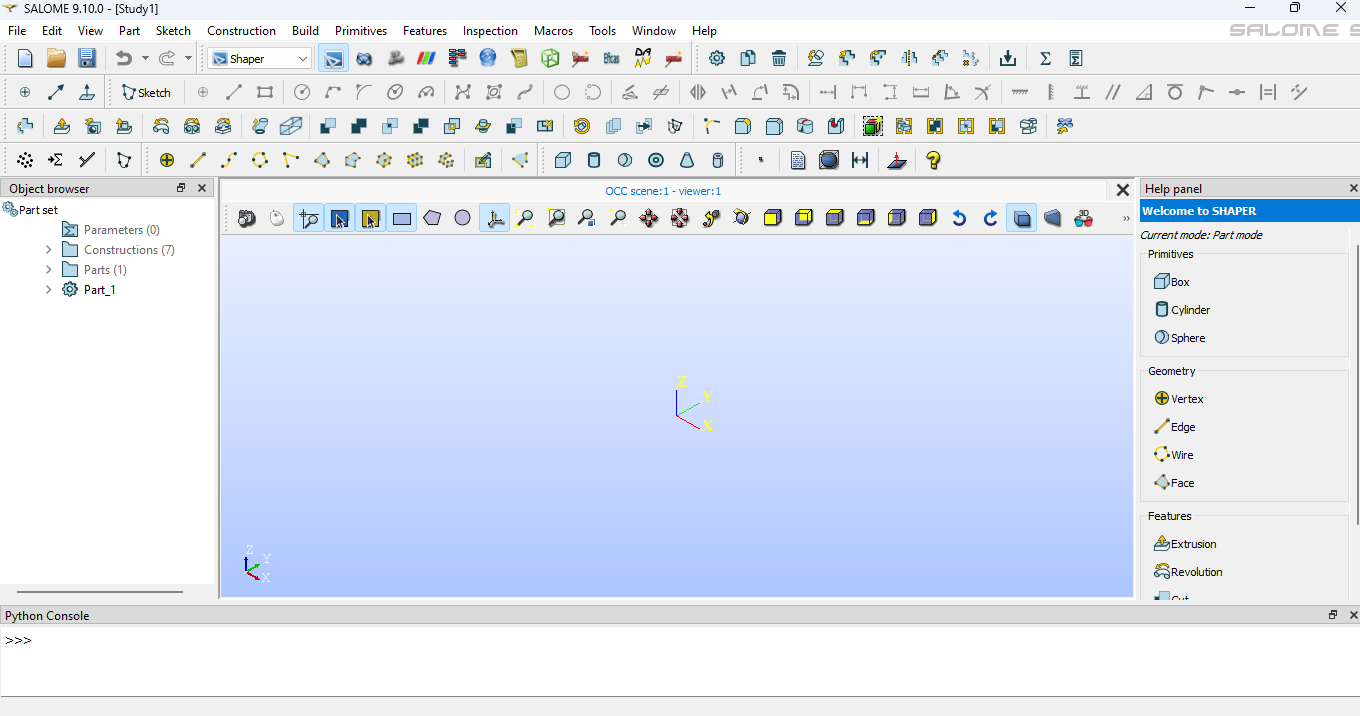 SALOME 9.10.0 - [Study1]
File Edit View Part Sketch Construction Build Primitives Features Inspection Macros Tools Window Help
SALOME
Shaper
Sketch
Object browser
Part set
Parameters (0)
Constructions (7)
Parts (1)
Part_1
OCC scene:1 - viewer:1
Z
Y
X
Z
Y
X
Help panel
Welcome to SHAPER
Current mode: Part mode
Primitives
Box
Cylinder
Sphere
Geometry
Vertex
Edge
Wire
Face
Features
Extrusion
Revolution
Cut
Python Console
>>>